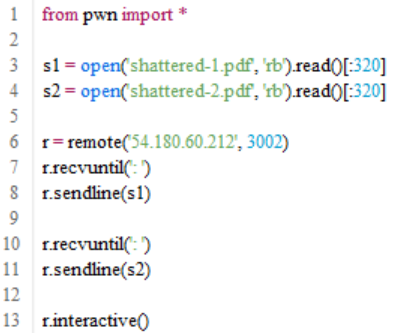 1 from pwn import *
2
3 s1 = open('shattered-1.pdf', 'rb').read()[:320]
4 s2 = open('shattered-2.pdf', 'rb').read()[:320]
5
6 r = remote('54.180.60.212', 3002)
7 r.recvuntil(': ')
8 r.sendline(s1)
9
10 r.recvuntil(': ')
11 r.sendline(s2)
12
13 r.interactive()